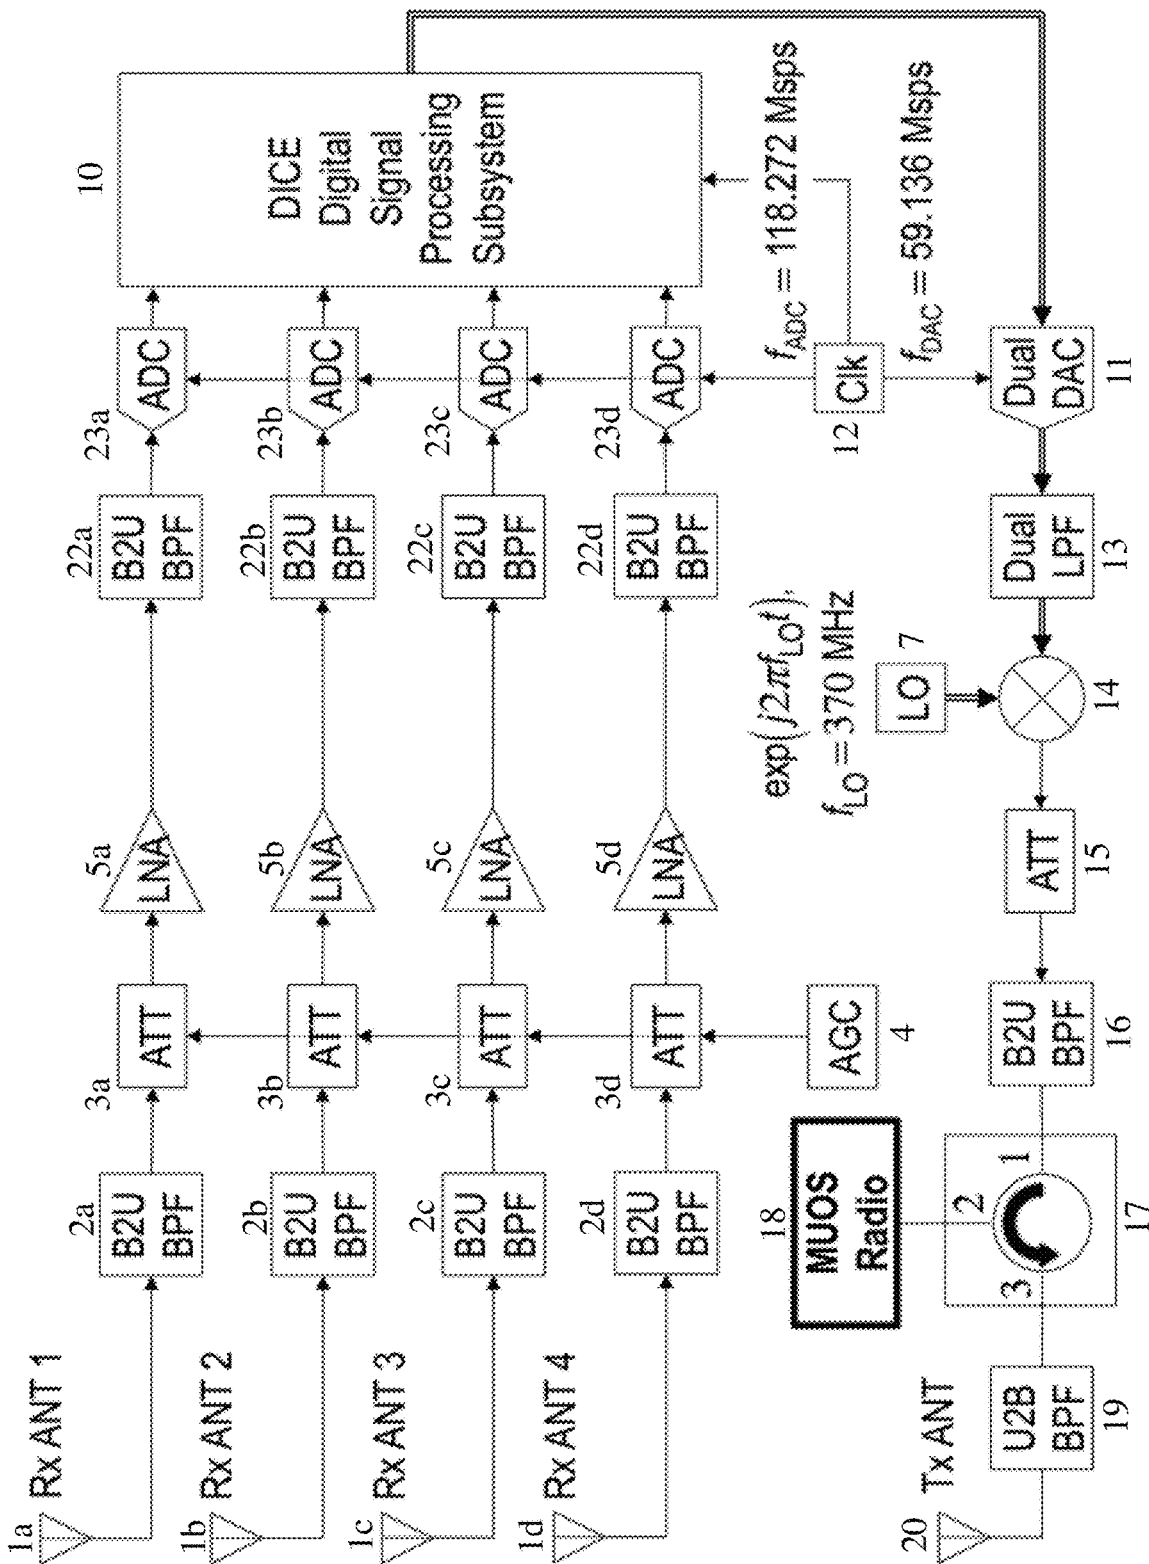 1a
Rx ANT 1
2a
B2U
BPF
3a
ATT
5a
LNA
22a
B2U
BPF
23a
ADC
10
DICE
Digital
Signal
Processing
Subsystem
1b
Rx ANT 2
2b
B2U
BPF
3b
ATT
5b
LNA
22b
B2U
BPF
23b
ADC
1c
Rx ANT 3
2c
B2U
BPF
3c
ATT
5c
LNA
22c
B2U
BPF
23c
ADC
1d
Rx ANT 4
2d
B2U
BPF
3d
ATT
5d
LNA
22d
B2U
BPF
23d
ADC
18
MUOS
Radio
AGC
4
exp(j2πf_LO t),
f_LO = 370 MHz
LO
7
12
Clk
f_ADC = 118.272 Msps
f_DAC = 59.136 Msps
20
Tx ANT
U2B
BPF
19
3
2
1
17
B2U
BPF
16
ATT
15
14
Dual
LPF
13
Dual
DAC
11